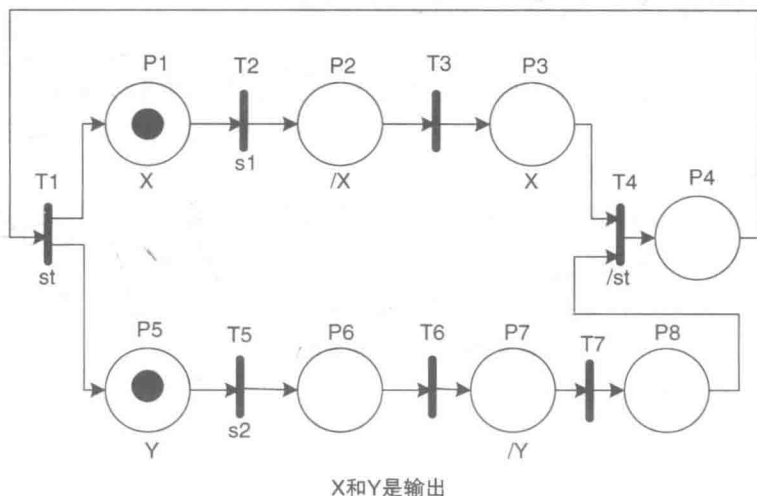 P1
T2
P2
T3
P3
X
s1
/X
X
T1
T4
P4
st
/st
P5
T5
P6
T6
P7
T7
P8
Y
s2
/Y
X和Y是输出